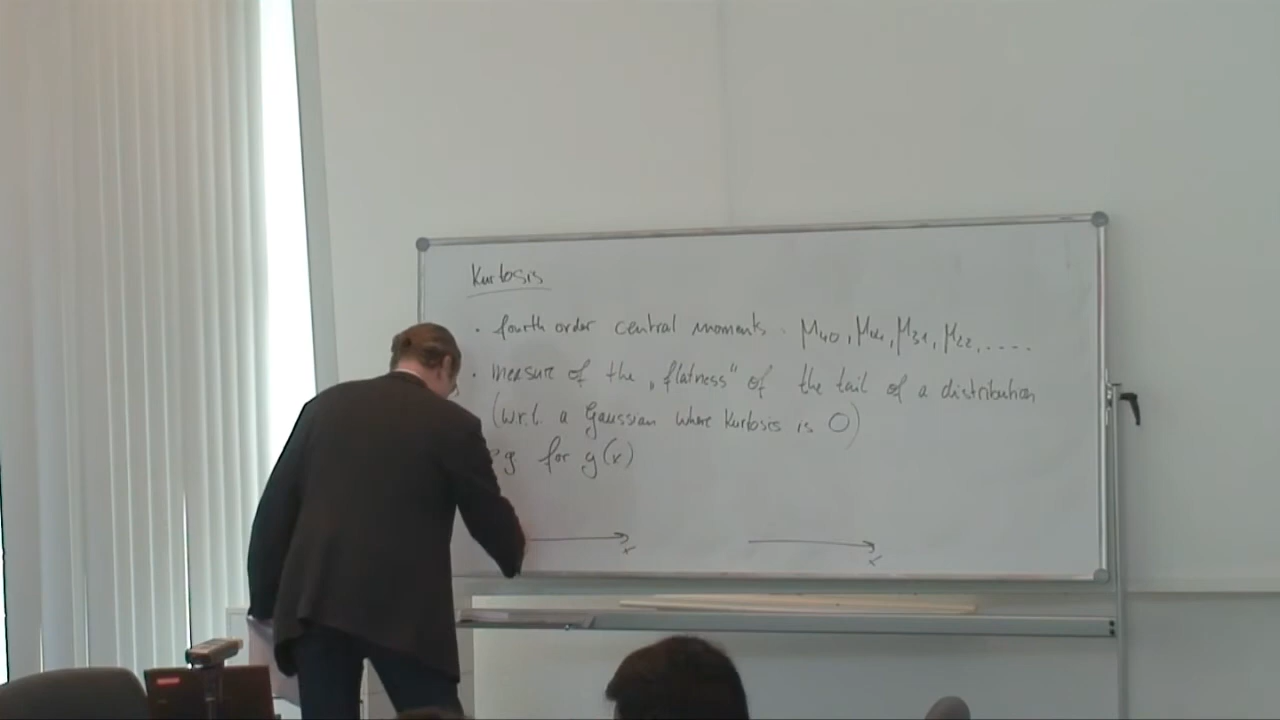 Kurtosis
• fourth order central moments: μ40, μ04, μ31, μ22, ....
• measure of the „flatness" of the tail of a distribution
(w.r.t. a Gaussian where Kurtosis is 0)
g for g(x)
x x